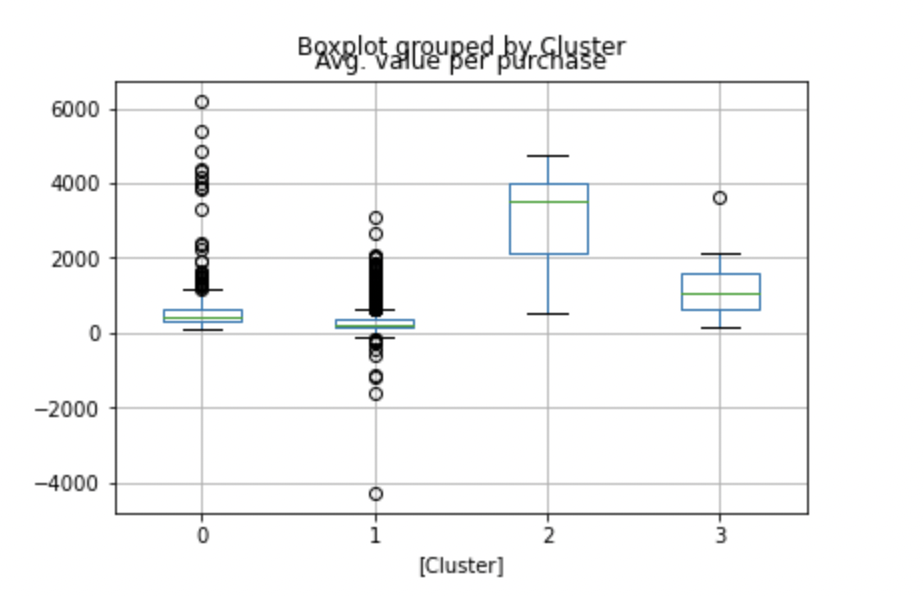 Boxplot grouped by Cluster
Avg. value per purchase
6000
4000
2000
0
−2000
−4000
0 1 2 3
[Cluster]